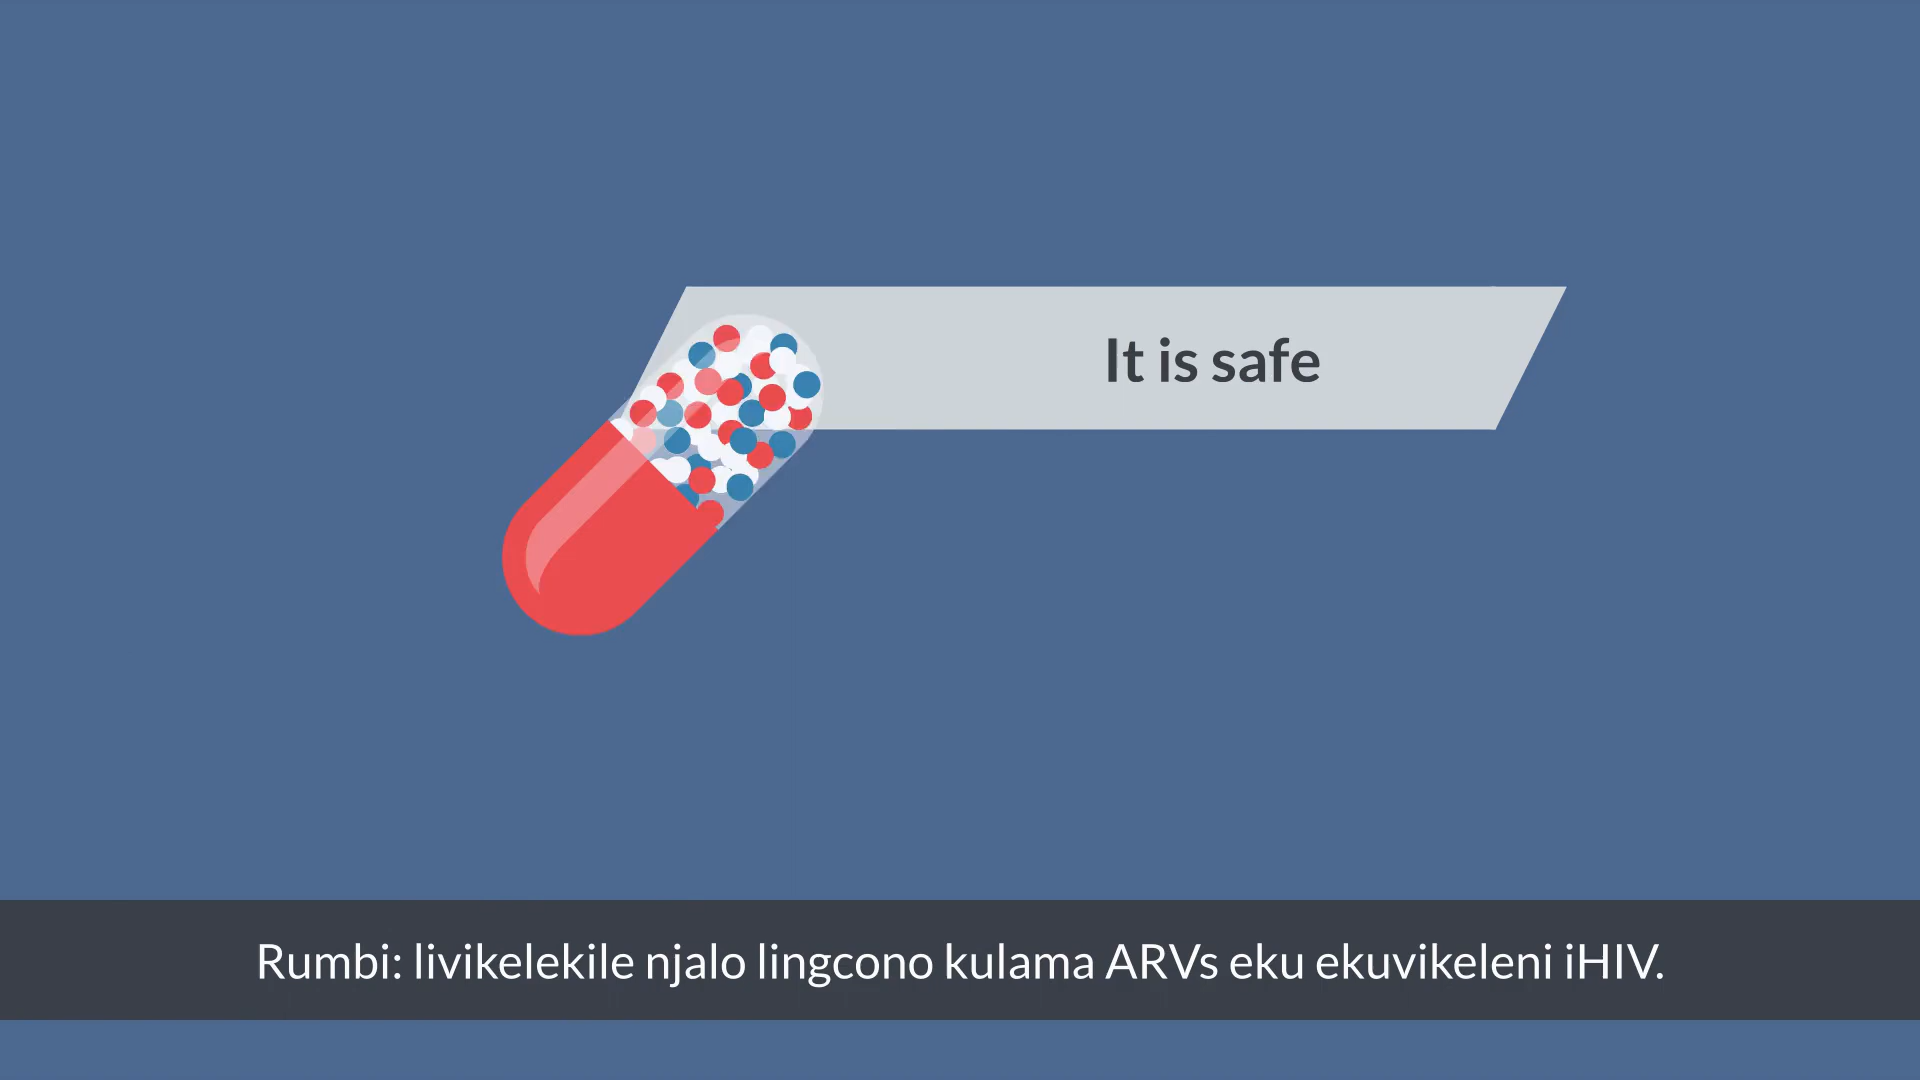 It is safe
Rumbi: livikelekile njalo lingcono kulama ARVs eku ekuvikeleni iHIV.